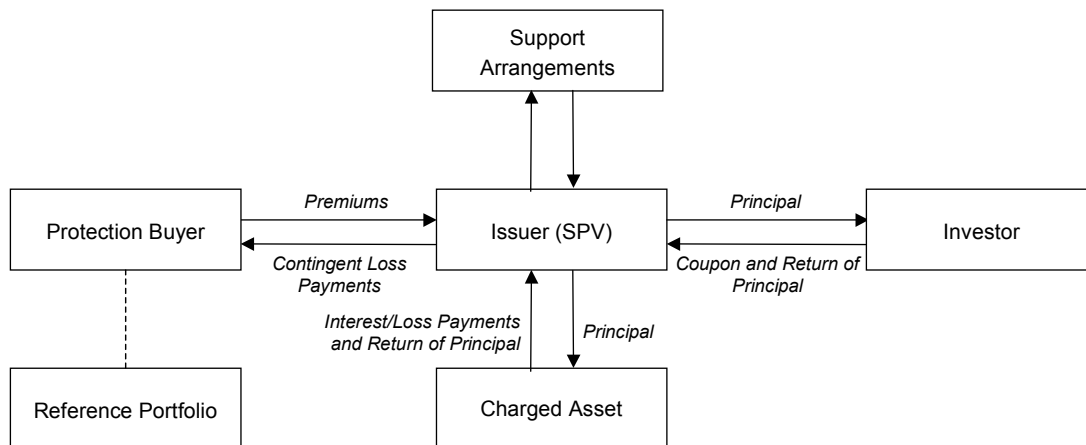 Support
Arrangements
Premiums
Principal
Protection Buyer
Issuer (SPV)
Investor
Contingent Loss
Payments
Coupon and Return of
Principal
Interest/Loss Payments
and Return of Principal
Principal
Reference Portfolio
Charged Asset